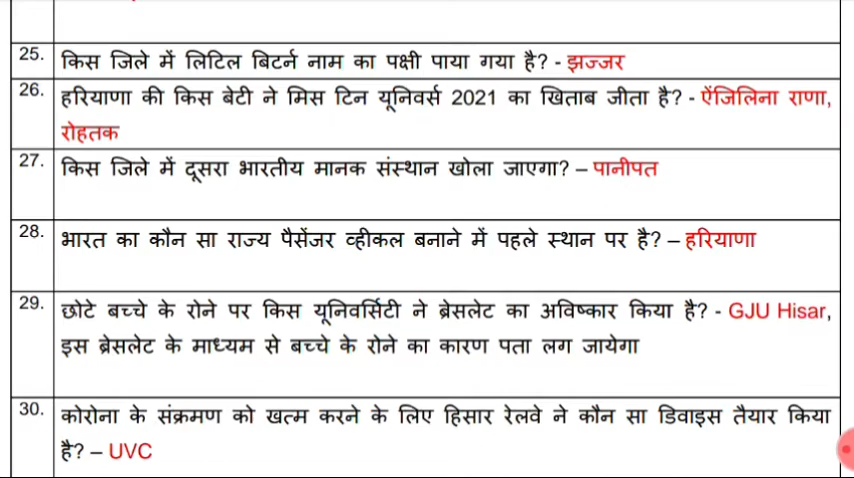 25. किस जिले में लिटिल बिटर्न नाम का पक्षी पाया गया है? - झज्जर
26. हरियाणा की किस बेटी ने मिस टिन यूनिवर्स 2021 का खिताब जीता है? - ऐंजिलिना राणा,
रोहतक
27. किस जिले में दूसरा भारतीय मानक संस्थान खोला जाएगा? – पानीपत
28. भारत का कौन सा राज्य पैसेंजर व्हीकल बनाने में पहले स्थान पर है? – हरियाणा
29. छोटे बच्चे के रोने पर किस यूनिवर्सिटी ने ब्रेसलेट का अविष्कार किया है? - GJU Hisar,
इस ब्रेसलेट के माध्यम से बच्चे के रोने का कारण पता लग जायेगा
30. कोरोना के संक्रमण को खत्म करने के लिए हिसार रेलवे ने कौन सा डिवाइस तैयार किया
है? – UVC